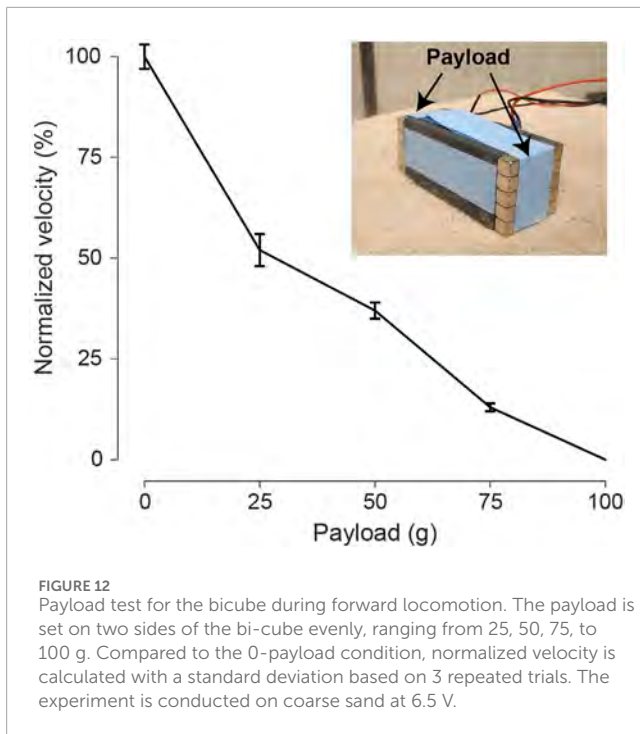 100
75
50
25
0
Normalized velocity (%)
Payload
0
25
50
75
100
Payload (g)
FIGURE 12
Payload test for the bicube during forward locomotion. The payload is
set on two sides of the bi-cube evenly, ranging from 25, 50, 75, to
100 g. Compared to the 0-payload condition, normalized velocity is
calculated with a standard deviation based on 3 repeated trials. The
experiment is conducted on coarse sand at 6.5 V.